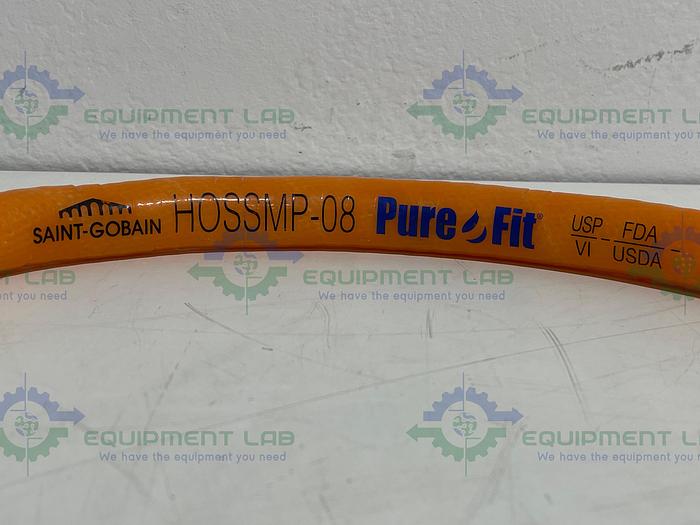 EQUIPMENT LAB
We have the equipment you need
EQUIPMENT LAB
We have the equipment you need
SAINT-GOBAIN HOSSMP-08 Pure Fit® USP FDA
VI USDA
EQUIPMENT LAB
We have the equipment you need
EQUIPMENT LAB
We have the equipment you need
EQUIPMENT LAB
We have the equipment you need